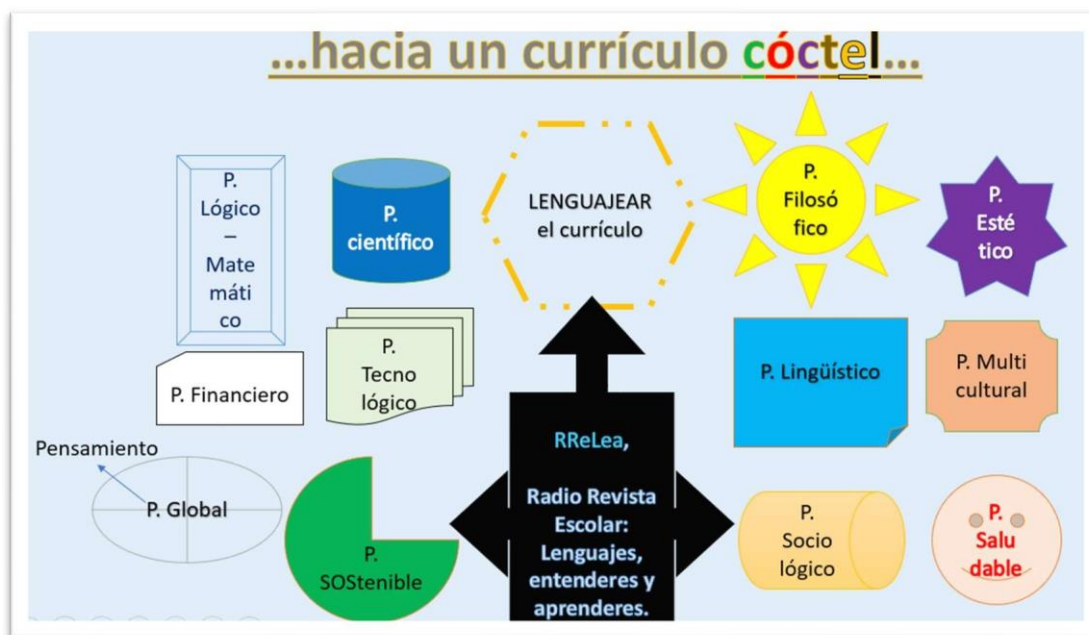 ...hacia un currículo cóctel...
P.
Lógico
–
Mate
máti
co
P.
científico
LENGUAJEAR
el currículo
P.
Filosó
fico
P.
Esté
tico
P. Financiero
P.
Tecno
lógico
P. Lingüístico
P. Multi
cultural
Pensamiento
P. Global
P.
SOStenible
RReLea,
Radio Revista
Escolar:
Lenguajes,
entenderes y
aprenderes.
P.
Socio
lógico
P.
Salu
dable